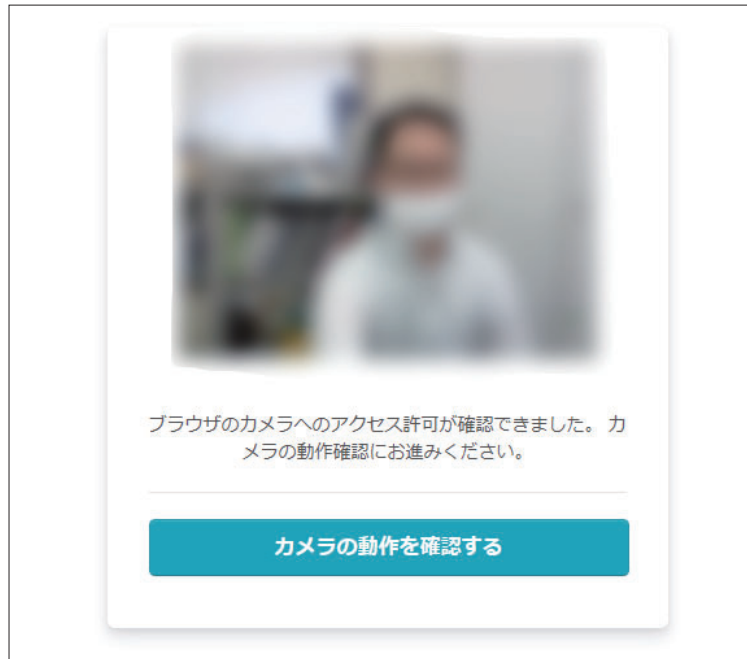 ブラウザのカメラへのアクセス許可が確認できました。 カ
メラの動作確認にお進みください。
カメラの動作を確認する